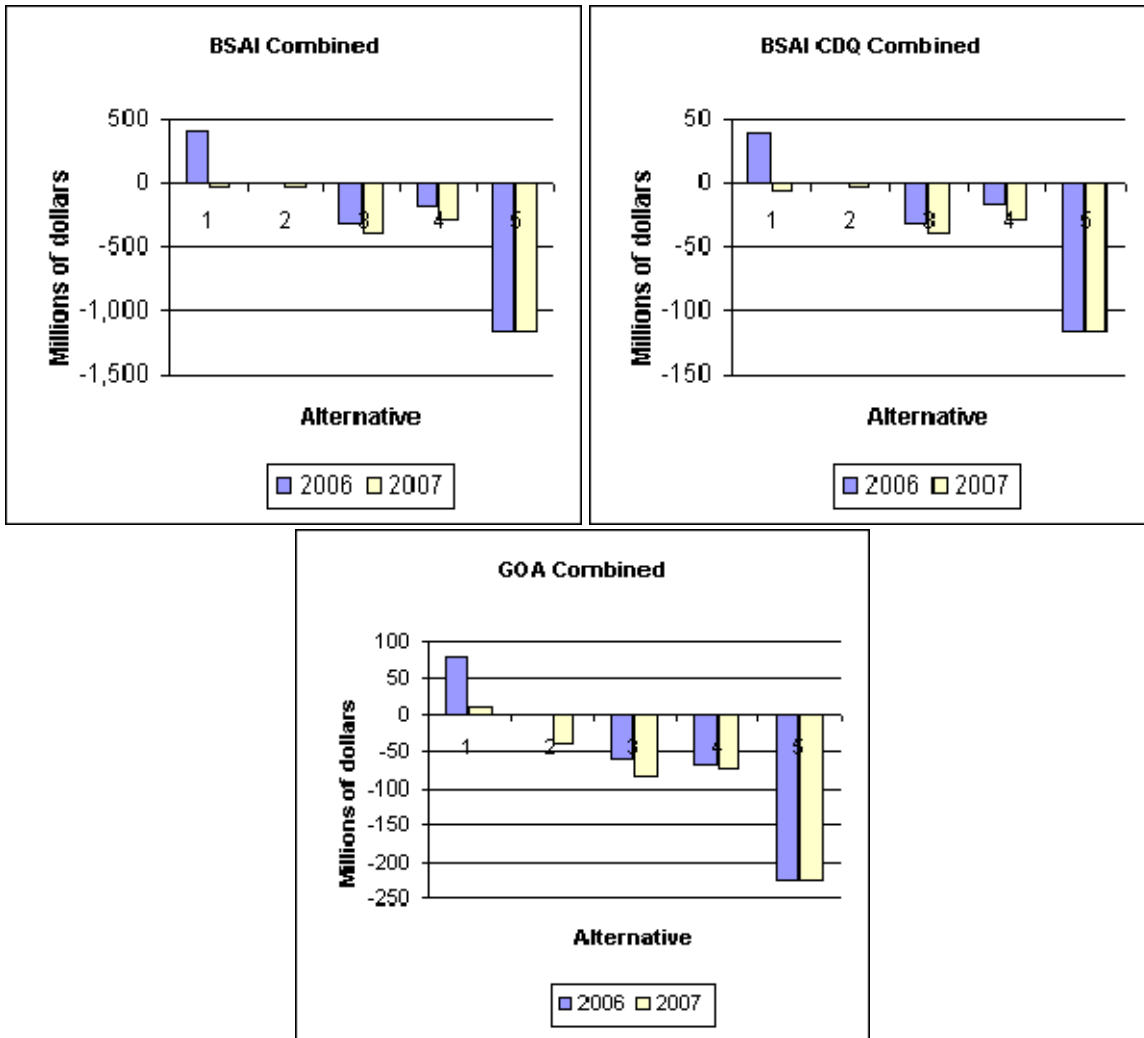 BSAI Combined
500
0
-500
-1,000
-1,500
Millions of dollars
1 2 3 4 5
Alternative
2006 2007
BSAI CDQ Combined
50
0
-50
-100
-150
Millions of dollars
1 2 3 4 5
Alternative
2006 2007
GOA Combined
100
50
0
-50
-100
-150
-200
-250
Millions of dollars
1 2 3 4 5
Alternative
2006 2007